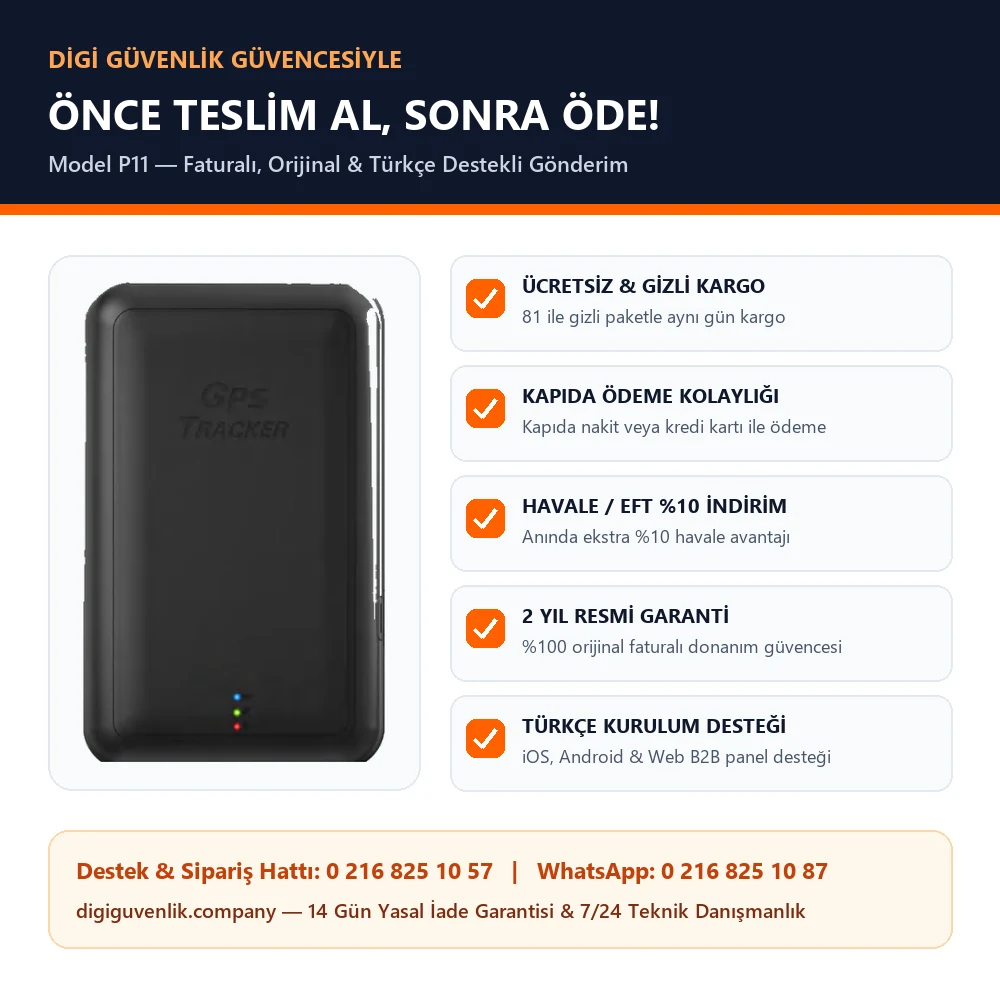 DİGİ GÜVENLİK GÜVENCESİYLE
ÖNCE TESLİM AL, SONRA ÖDE!
Model P11 — Faturalı, Orijinal & Türkçe Destekli Gönderim
GPS
TRACKER
ÜCRETSİZ & GİZLİ KARGO
81 ile gizli paketle aynı gün kargo
KAPIDA ÖDEME KOLAYLIĞI
Kapıda nakit veya kredi kartı ile ödeme
HAVALE / EFT %10 İNDİRİM
Anında ekstra %10 havale avantajı
2 YIL RESMİ GARANTİ
%100 orijinal faturalı donanım güvencesi
TÜRKÇE KURULUM DESTEĞİ
iOS, Android & Web B2B panel desteği
Destek & Sipariş Hattı: 0 216 825 10 57 | WhatsApp: 0 216 825 10 87
digiguvenlik.company — 14 Gün Yasal İade Garantisi & 7/24 Teknik Danışmanlık